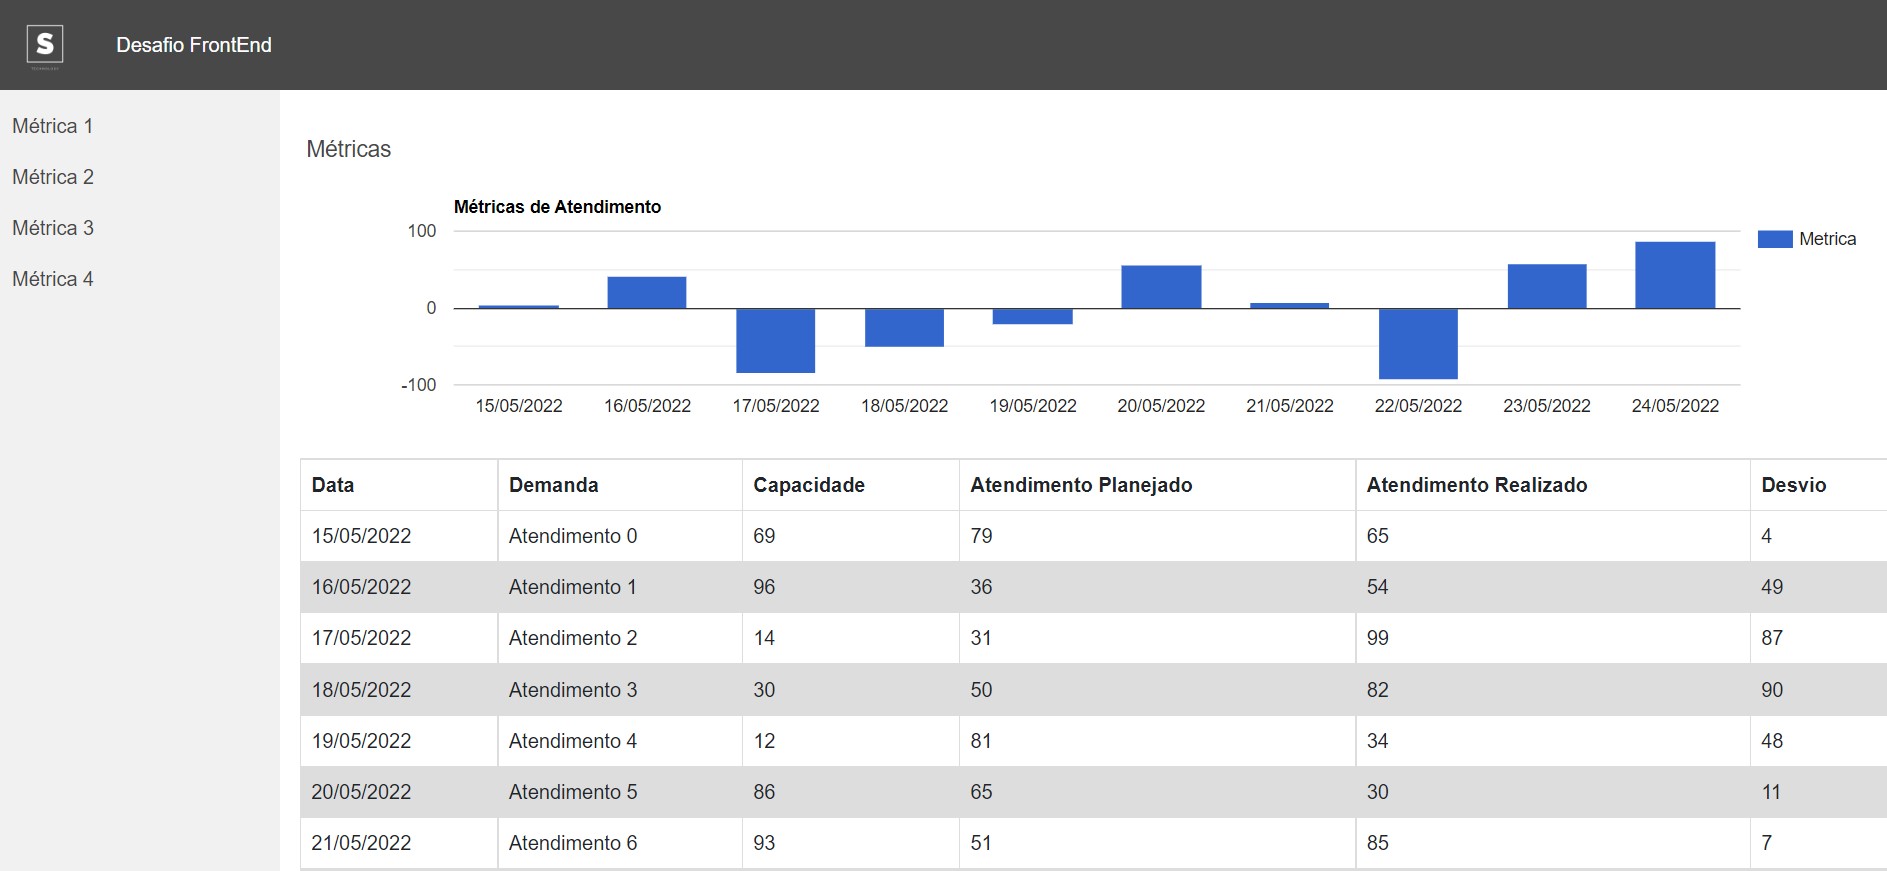 S
Desafio FrontEnd
Métrica 1
Métrica 2
Métrica 3
Métrica 4
Métricas
Métricas de Atendimento
100
0
-100
Metrica
15/05/2022 16/05/2022 17/05/2022 18/05/2022 19/05/2022 20/05/2022 21/05/2022 22/05/2022 23/05/2022 24/05/2022
Data Demanda Capacidade Atendimento Planejado Atendimento Realizado Desvio
15/05/2022 Atendimento 0 69 79 65 4
16/05/2022 Atendimento 1 96 36 54 49
17/05/2022 Atendimento 2 14 31 99 87
18/05/2022 Atendimento 3 30 50 82 90
19/05/2022 Atendimento 4 12 81 34 48
20/05/2022 Atendimento 5 86 65 30 11
21/05/2022 Atendimento 6 93 51 85 7